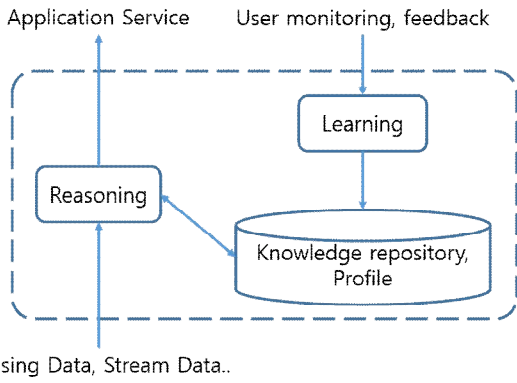 Application Service
User monitoring, feedback
Learning
Reasoning
Knowledge repository,
Profile
sing Data, Stream Data..